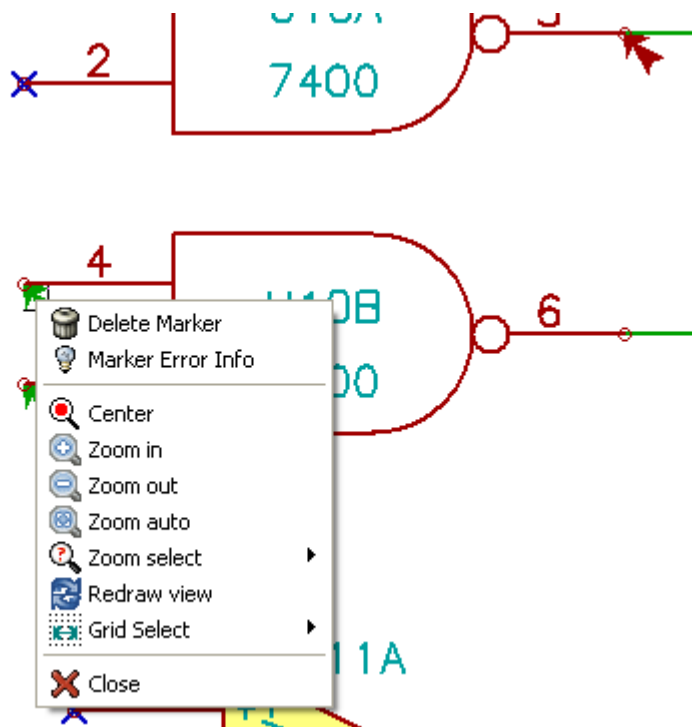 2
7400
4
6
Delete Marker
Marker Error Info
Center
Zoom in
Zoom out
Zoom auto
Zoom select
Redraw view
Grid Select
11A
Close